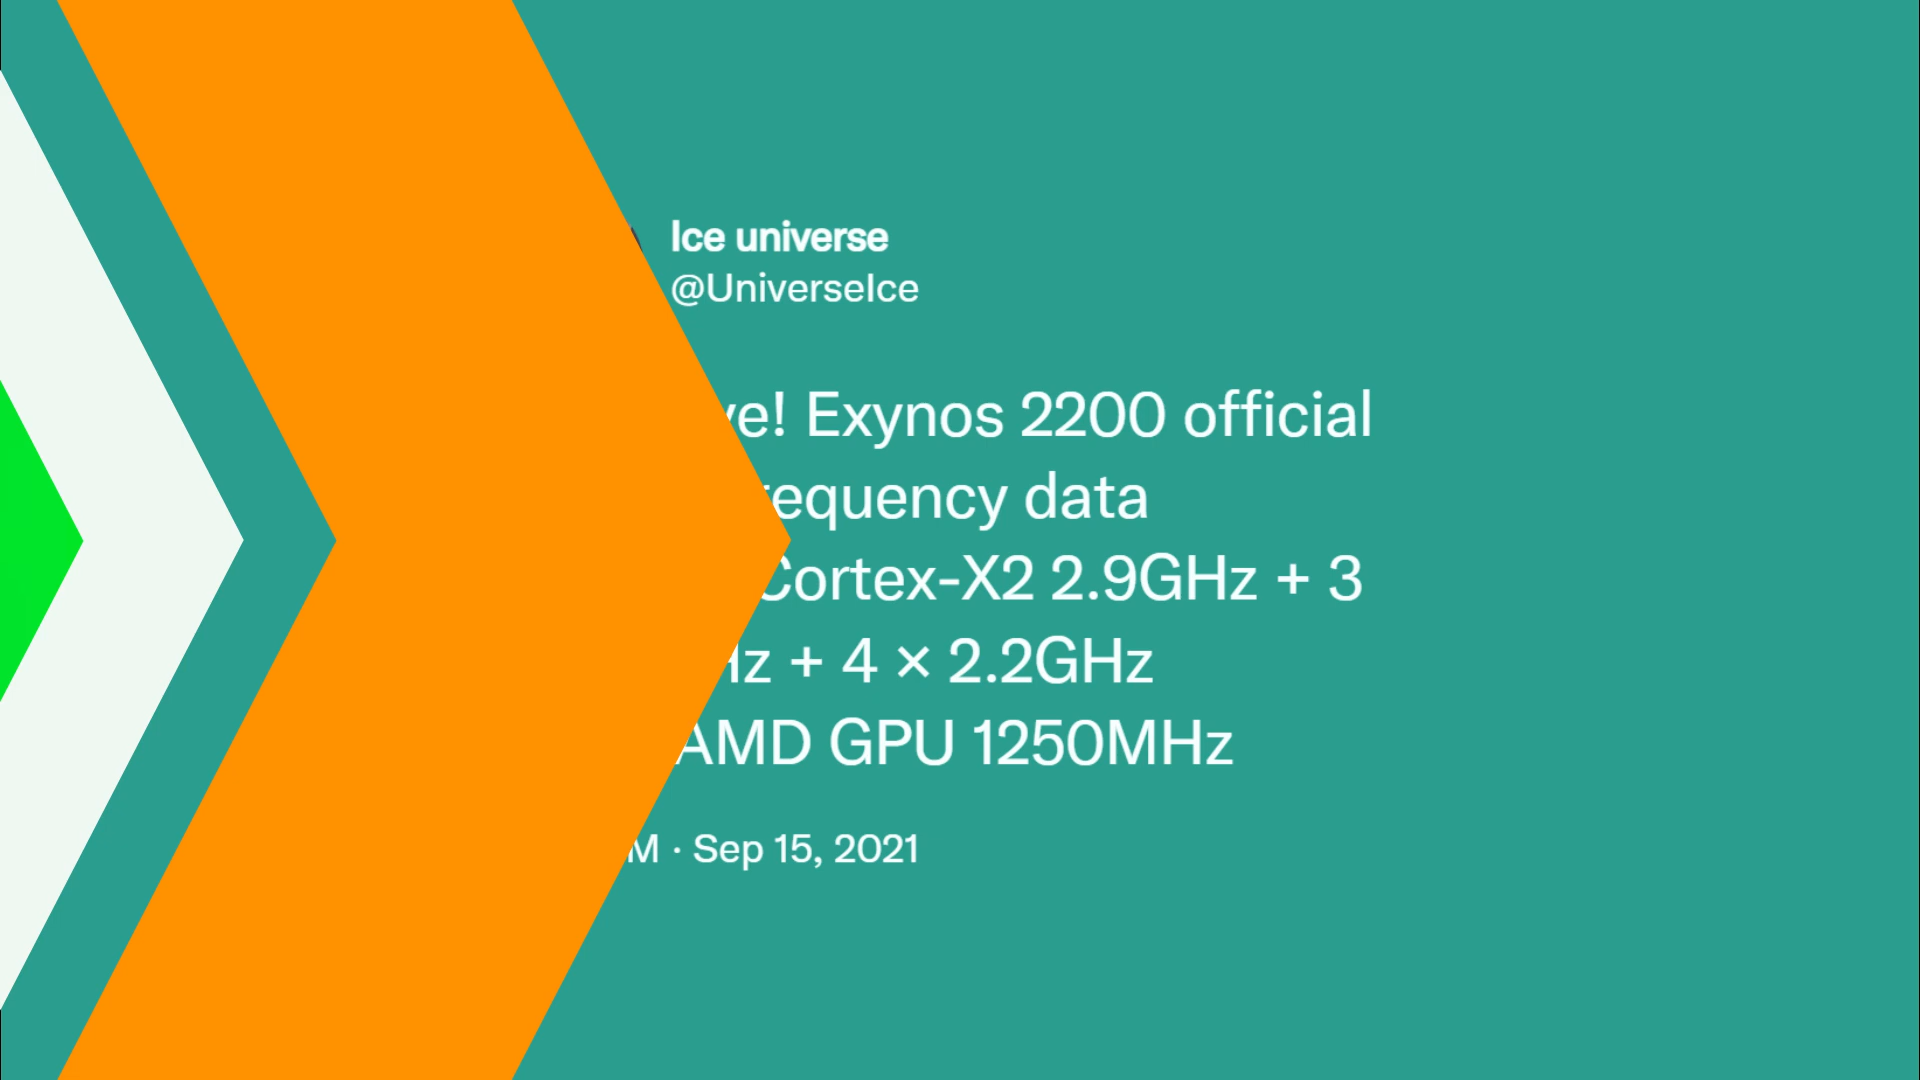 Ice universe
@UniverseIce
Exynos 2200 official
data
Cortex-X2 2.9GHz + 3
+ 4 × 2.2GHz
AMD GPU 1250MHz
· Sep 15, 2021